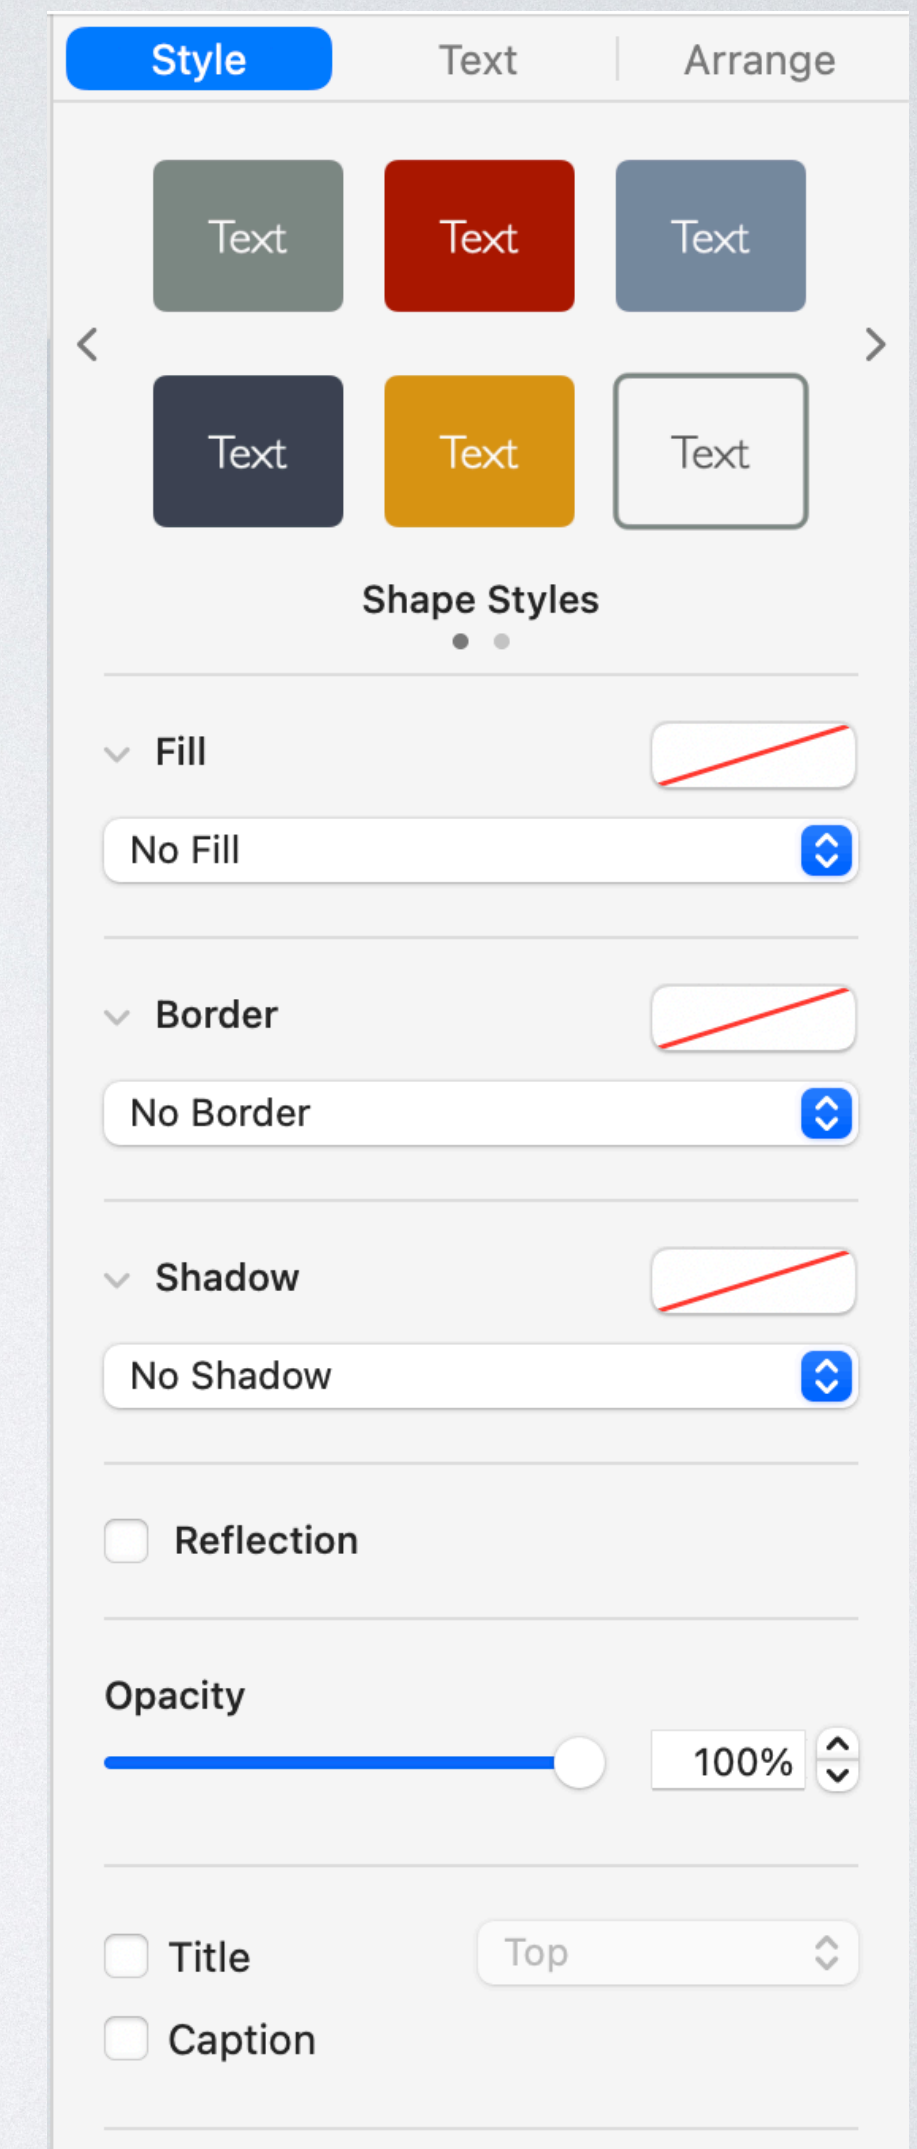 Style Text Arrange
Text Text Text
Text Text Text
Shape Styles
Fill
No Fill
Border
No Border
Shadow
No Shadow
Reflection
Opacity
100%
Title Top
Caption